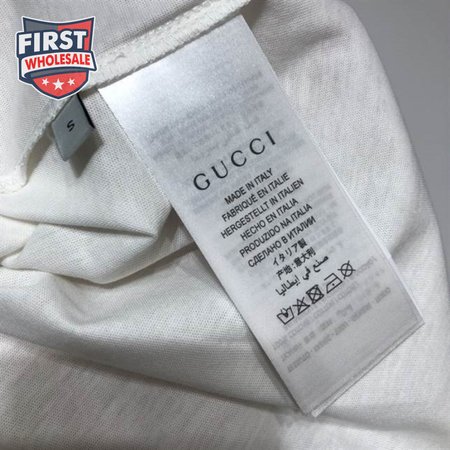 FIRST
WHOLESALE
S
GUCCI
MADE IN ITALY
FABRIQUÉ EN ITALIE
HERGESTELLT IN ITALIEN
HECHO EN ITALIA
PRODUZIDO NA ITALIA
СДЕЛАНО В ИТАЛИИ
イタリア製
产地:意大利
صنع في إيطاليا